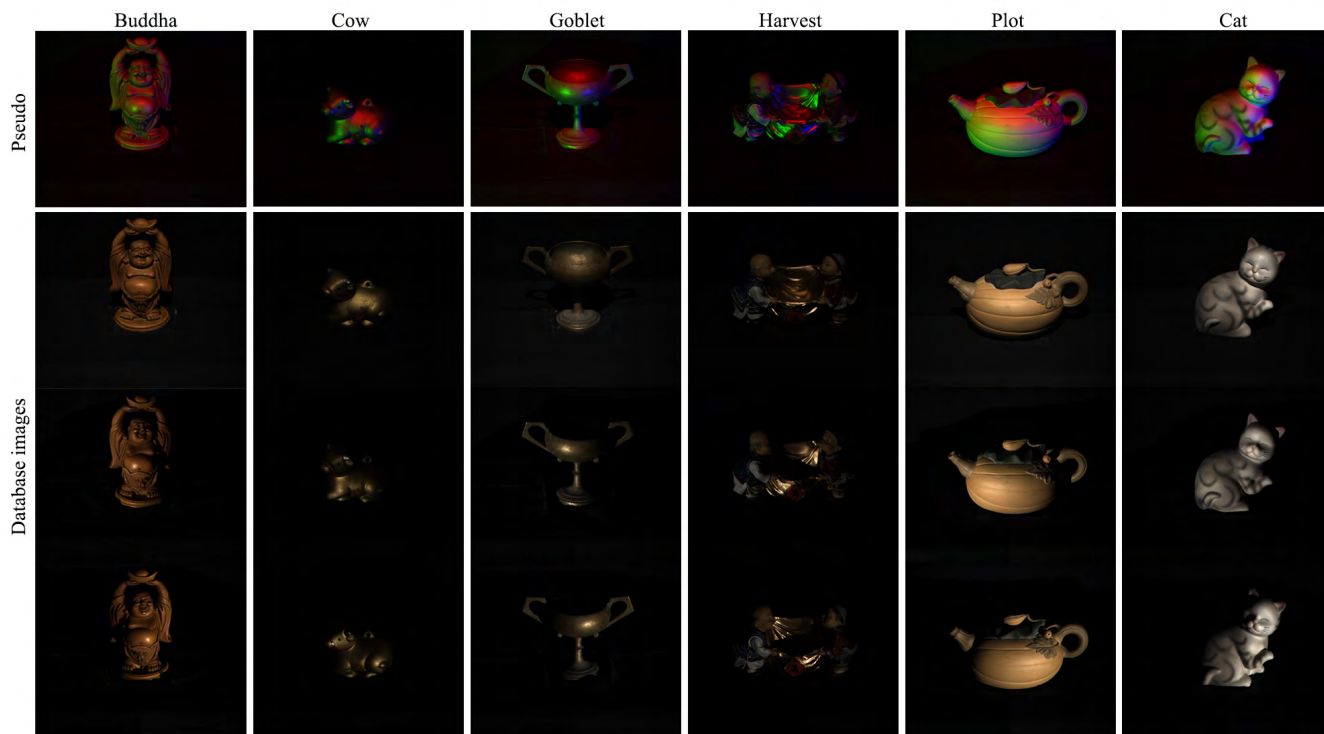 Buddha
Cow
Goblet
Harvest
Plot
Cat
Pseudo
Database images